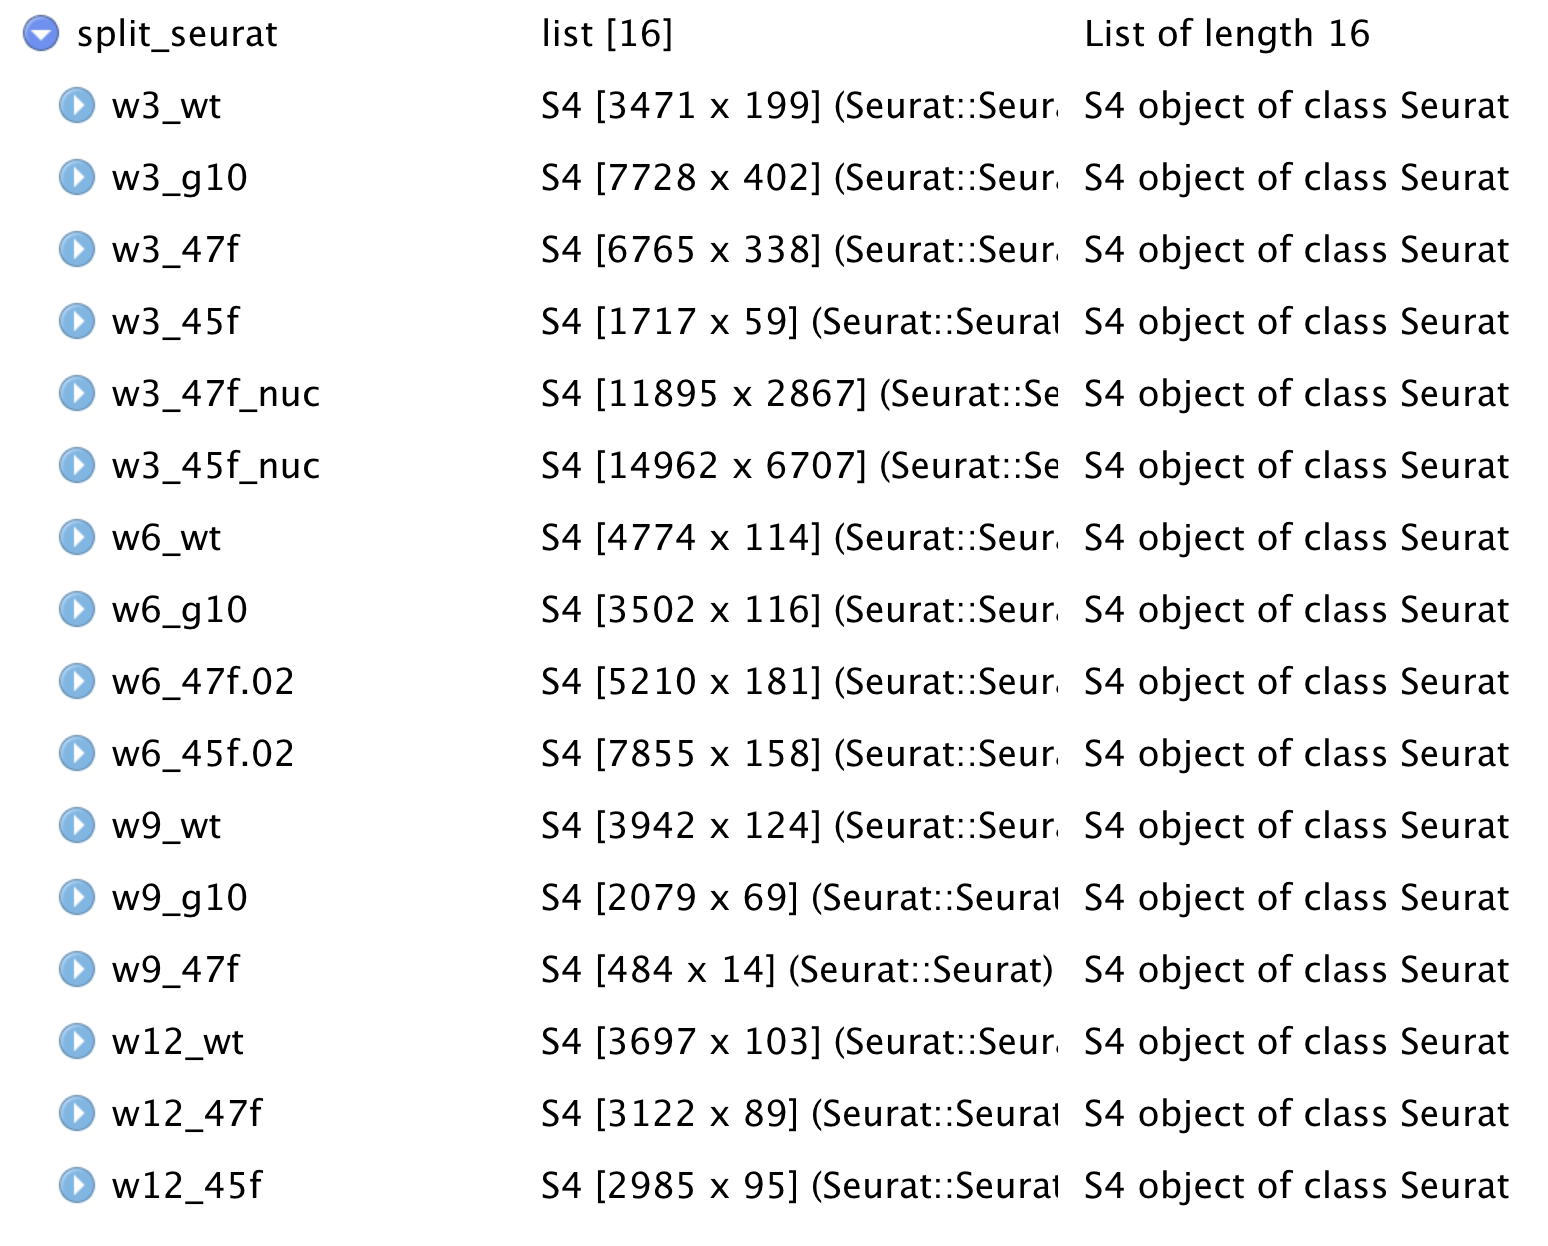 split_seurat list [16] List of length 16
w3_wt S4 [3471 x 199] (Seurat::Seur S4 object of class Seurat
w3_g10 S4 [7728 x 402] (Seurat::Seur S4 object of class Seurat
w3_47f S4 [6765 x 338] (Seurat::Seur S4 object of class Seurat
w3_45f S4 [1717 x 59] (Seurat::Seurat S4 object of class Seurat
w3_47f_nuc S4 [11895 x 2867] (Seurat::Se S4 object of class Seurat
w3_45f_nuc S4 [14962 x 6707] (Seurat::Se S4 object of class Seurat
w6_wt S4 [4774 x 114] (Seurat::Seur S4 object of class Seurat
w6_g10 S4 [3502 x 116] (Seurat::Seur S4 object of class Seurat
w6_47f.02 S4 [5210 x 181] (Seurat::Seur S4 object of class Seurat
w6_45f.02 S4 [7855 x 158] (Seurat::Seur S4 object of class Seurat
w9_wt S4 [3942 x 124] (Seurat::Seur S4 object of class Seurat
w9_g10 S4 [2079 x 69] (Seurat::Seurat S4 object of class Seurat
w9_47f S4 [484 x 14] (Seurat::Seurat) S4 object of class Seurat
w12_wt S4 [3697 x 103] (Seurat::Seur S4 object of class Seurat
w12_47f S4 [3122 x 89] (Seurat::Seurat S4 object of class Seurat
w12_45f S4 [2985 x 95] (Seurat::Seurat S4 object of class Seurat